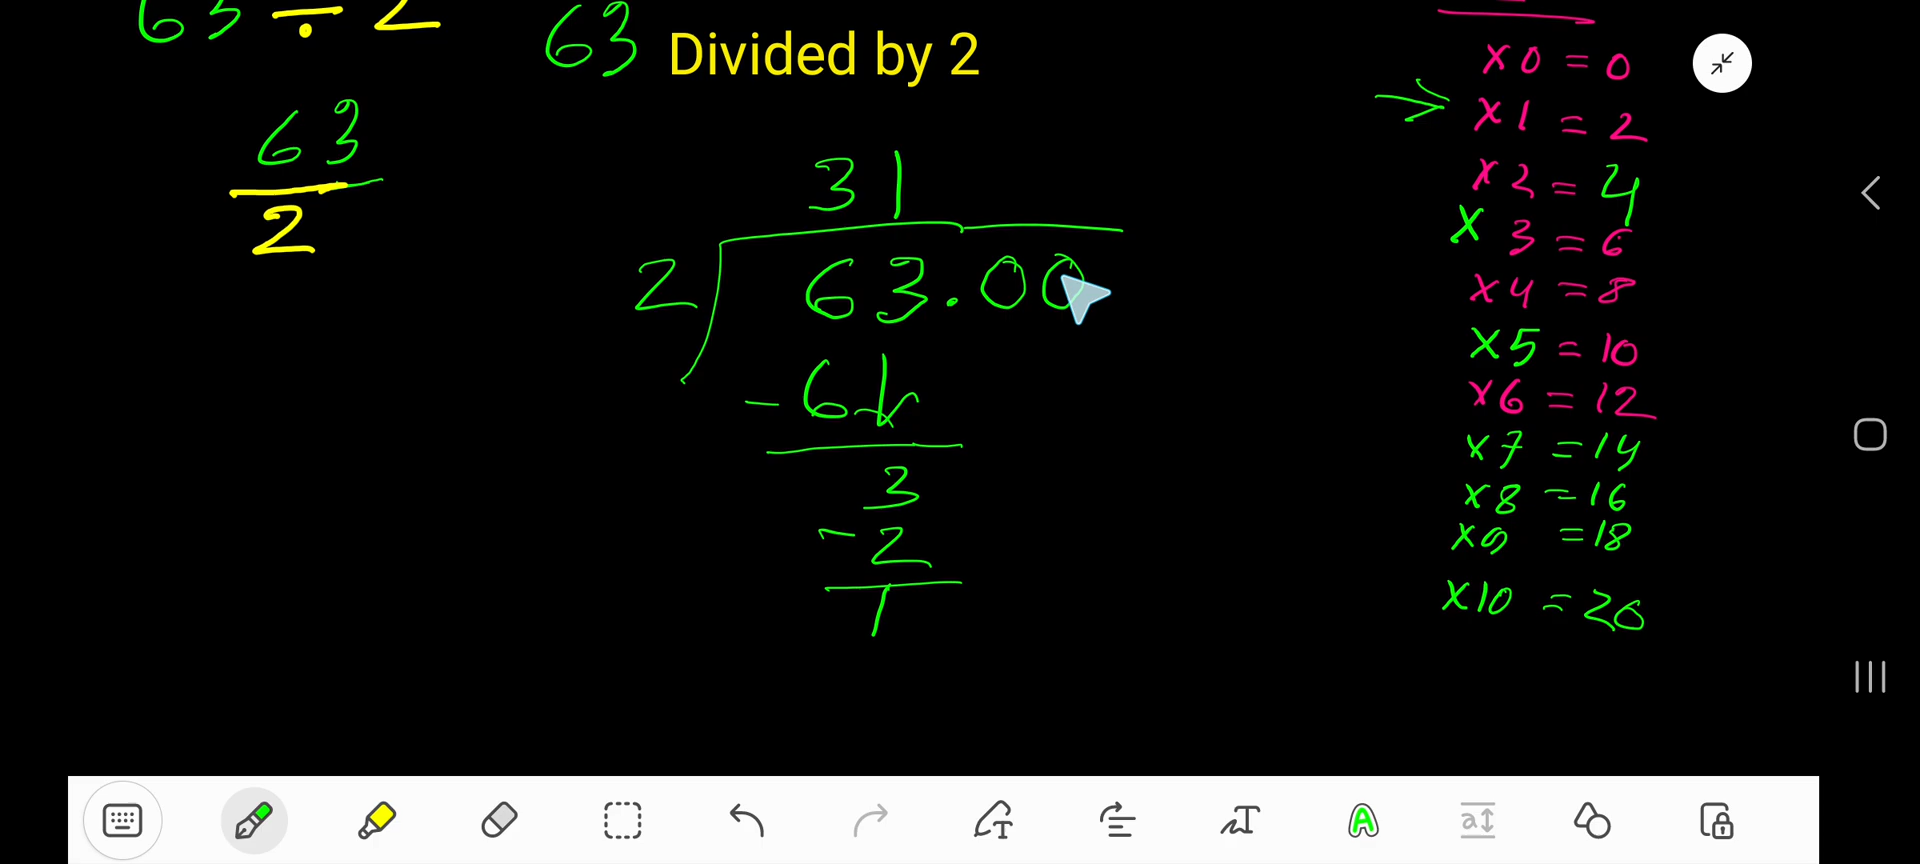 63 ÷ 2
63 Divided by 2
63
2
31
2 63.00
- 6
3
- 2
1
x0 = 0
x1 = 2
x2 = 4
x 3 = 6
x4 = 8
x5 = 10
x6 = 12
x7 = 14
x8 = 16
x9 = 18
x10 = 20
T
T
A
a